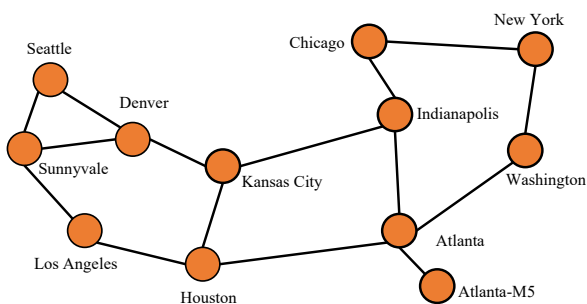 New York
Chicago
Seattle
Denver
Indianapolis
Sunnyvale
Kansas City
Washington
Atlanta
Los Angeles
Houston
Atlanta-M5